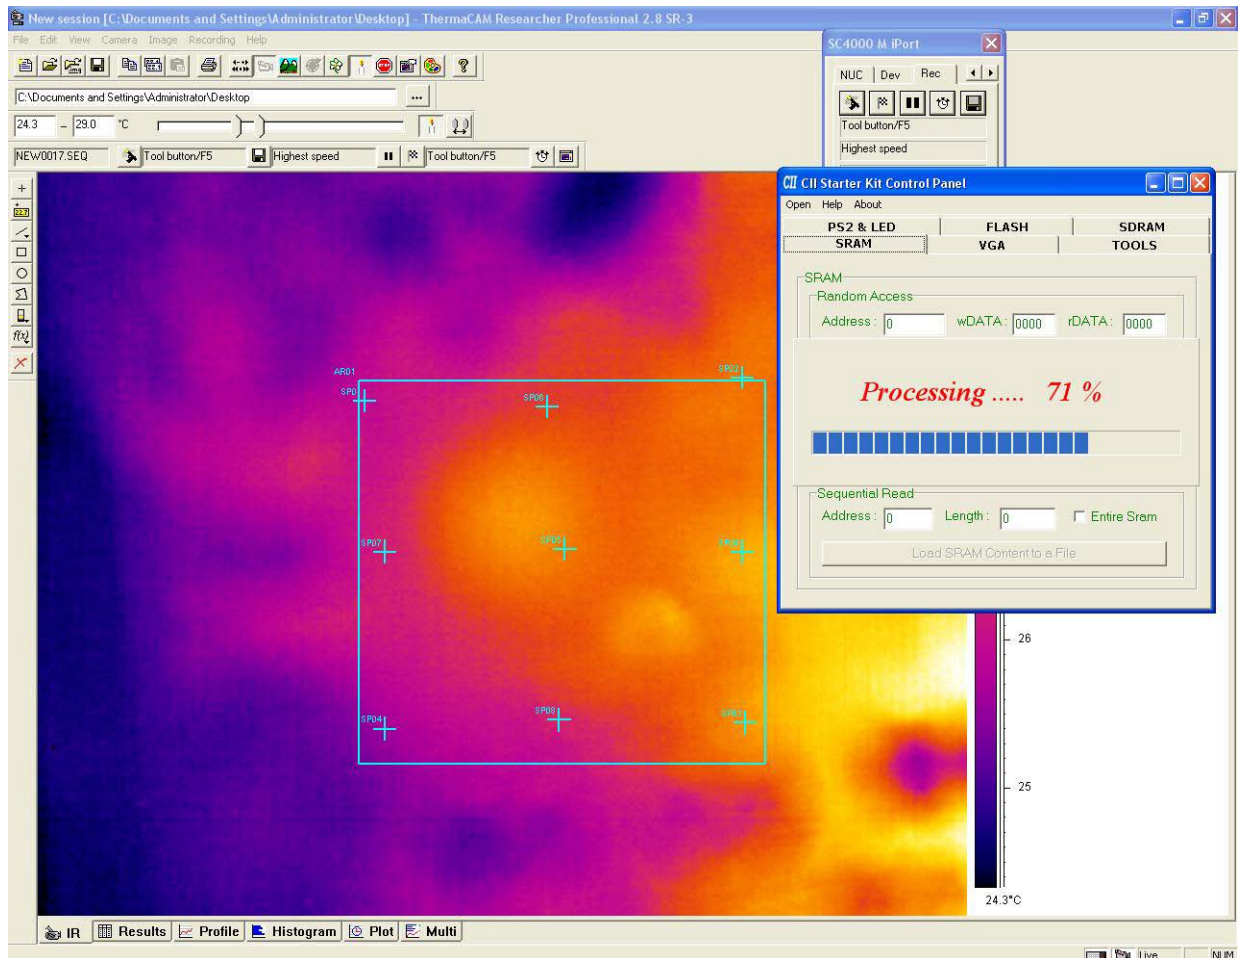 New session [C:\Documents and Settings\Administrator\Desktop] - ThermaCAM Researcher Professional 2.8 SR-3
File Edit View Camera Image Recording Help
C:\Documents and Settings\Administrator\Desktop ...
24.3 – 29.0 °C
NEW0017.SEQ Tool button/F5 Highest speed Tool button/F5
SC4000 M iPort
NUC Dev Rec
Tool button/F5
Highest speed
CII CII Starter Kit Control Panel
Open Help About
PS2 & LED FLASH SDRAM
SRAM VGA TOOLS
SRAM
Random Access
Address : 0 wDATA : 0000 rDATA : 0000
Processing ..... 71 %
Sequential Read
Address : 0 Length : 0 Entire Sram
Load SRAM Content to a File
AR01
SP02
SP06
SP07
SP05
SP04
SP08
26
25
24.3°C
IR Results Profile Histogram Plot Multi
Live NUM